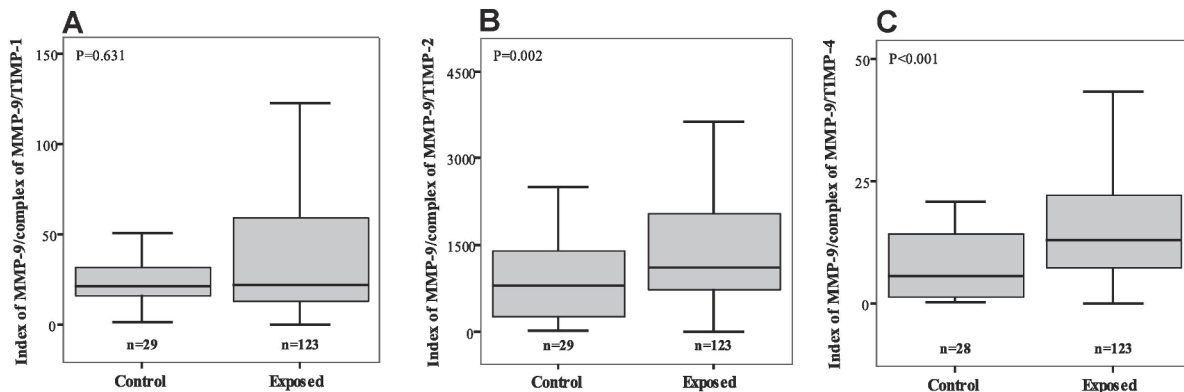 A
Index of MMP-9/complex of MMP-9/TIMP-1
150
100
50
0
P=0.631
n=29
n=123
Control
Exposed
B
Index of MMP-9/complex of MMP-9/TIMP-2
4500
3000
1500
0
P=0.002
n=29
n=123
Control
Exposed
C
Index of MMP-9/complex of MMP-9/TIMP-4
50
25
0
P<0.001
n=28
n=123
Control
Exposed